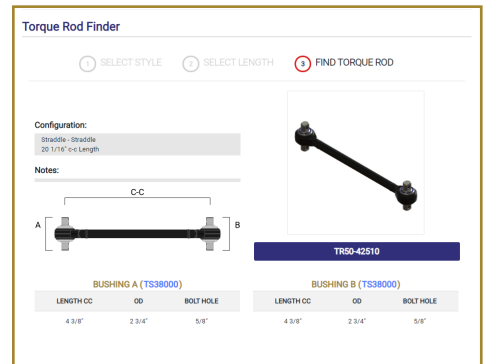 Torque Rod Finder
1 SELECT STYLE 2 SELECT LENGTH 3 FIND TORQUE ROD
Configuration:
Straddle - Straddle
20 1/16" c-c Length
Notes:
C-C
A B
TR50-42510
BUSHING A (TS38000)
LENGTH CC OD BOLT HOLE
4 3/8" 2 3/4" 5/8"
BUSHING B (TS38000)
LENGTH CC OD BOLT HOLE
4 3/8" 2 3/4" 5/8"